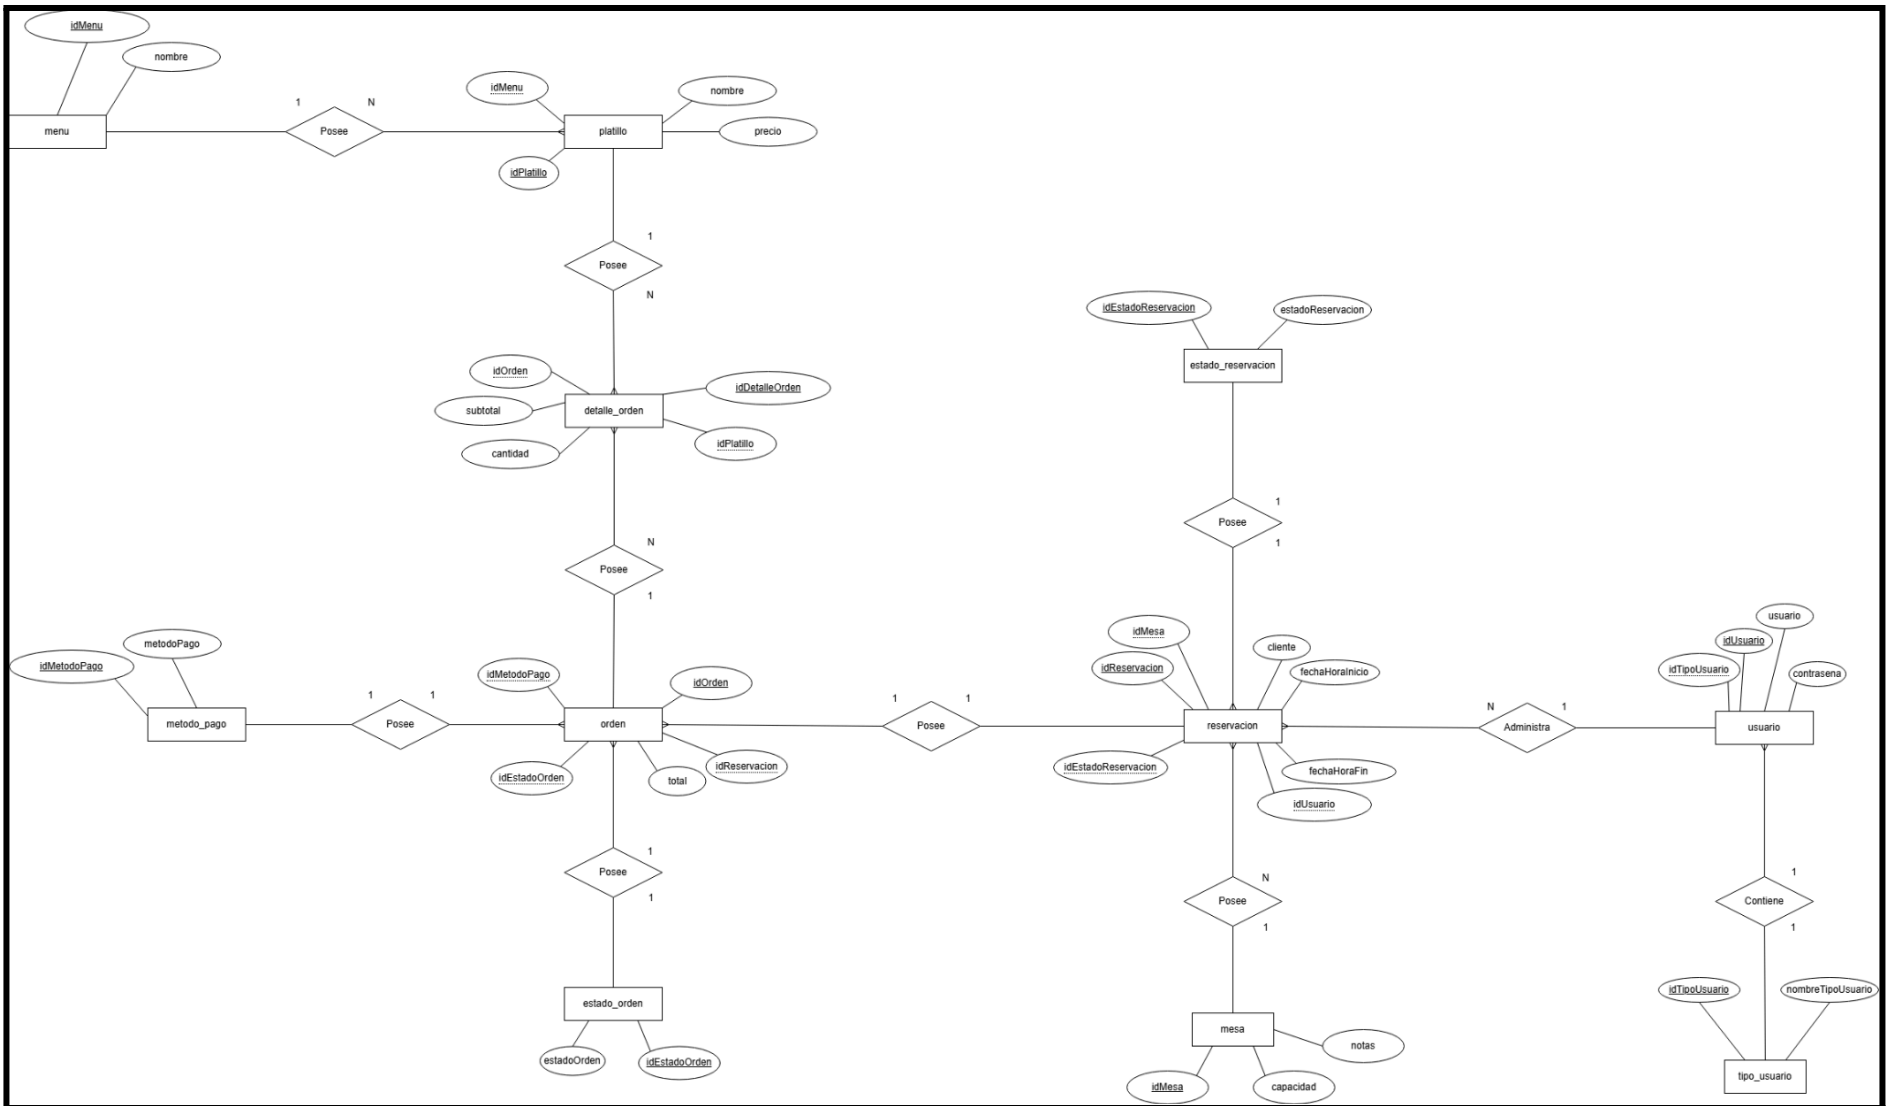 idMenu
nombre
1
N
menu
Posee
idMenu
nombre
platillo
precio
idPlatillo
1
Posee
N
idOrden
idDetalleOrden
subtotal
detalle_orden
cantidad
idPlatillo
N
Posee
1
idEstadoReservacion
estadoReservacion
estado_reservacion
1
Posee
1
metodoPago
idMetodoPago
metodo_pago
1
1
Posee
idMetodoPago
idOrden
orden
idEstadoOrden
total
idReservacion
1
1
Posee
idMesa
cliente
idReservacion
fechaHoraInicio
reservacion
idEstadoReservacion
fechaHoraFin
idUsuario
N
1
Administra
usuario
idUsuario
idTipoUsuario
contrasena
usuario
1
Posee
1
estado_orden
estadoOrden
idEstadoOrden
N
Posee
1
mesa
notas
idMesa
capacidad
1
Contiene
1
idTipoUsuario
nombreTipoUsuario
tipo_usuario